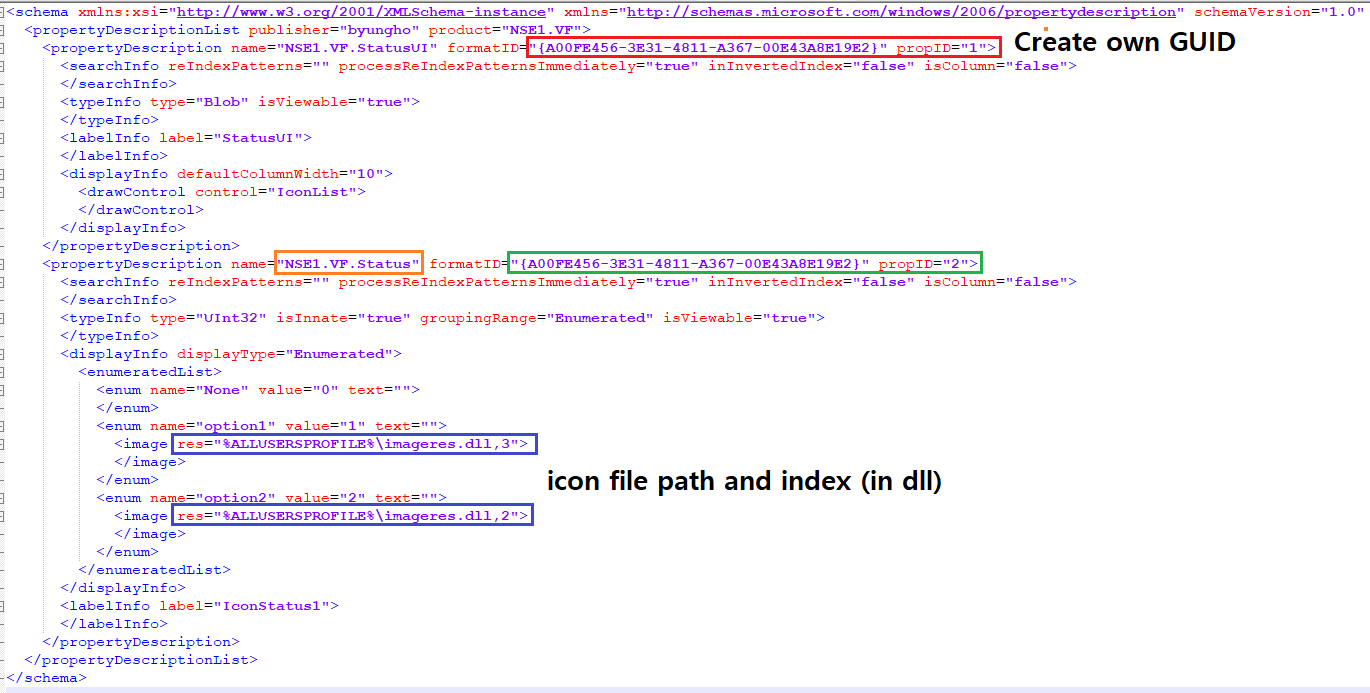 <schema xmlns:xsi="http://www.w3.org/2001/XMLSchema-instance" xmlns="http://schemas.microsoft.com/windows/2006/propertydescription" schemaVersion="1.0"
<propertyDescriptionList publisher="byungho" product="NSE1.VF">
<propertyDescription name="NSE1.VF.StatusUI" formatID="{A00FE456-3E31-4811-A367-00E43A8E19E2}" propID="1"> Create own GUID
<searchInfo reIndexPatterns="" processReIndexPatternsImmediately="true" inInvertedIndex="false" isColumn="false">
</searchInfo>
<typeInfo type="Blob" isViewable="true">
</typeInfo>
<labelInfo label="StatusUI">
</labelInfo>
<displayInfo defaultColumnWidth="10">
<drawControl control="IconList">
</drawControl>
</displayInfo>
</propertyDescription>
<propertyDescription name="NSE1.VF.Status" formatID="{A00FE456-3E31-4811-A367-00E43A8E19E2}" propID="2">
<searchInfo reIndexPatterns="" processReIndexPatternsImmediately="true" inInvertedIndex="false" isColumn="false">
</searchInfo>
<typeInfo type="UInt32" isInnate="true" groupingRange="Enumerated" isViewable="true">
</typeInfo>
<displayInfo displayType="Enumerated">
<enumeratedList>
<enum name="None" value="0" text="">
</enum>
<enum name="option1" value="1" text="">
<image res="%ALLUSERSPROFILE%\imageres.dll,3">
</image>
</enum>
icon file path and index (in dll)
<enum name="option2" value="2" text="">
<image res="%ALLUSERSPROFILE%\imageres.dll,2">
</image>
</enum>
</enumeratedList>
</displayInfo>
<labelInfo label="IconStatus1">
</labelInfo>
</propertyDescription>
</propertyDescriptionList>
</schema>